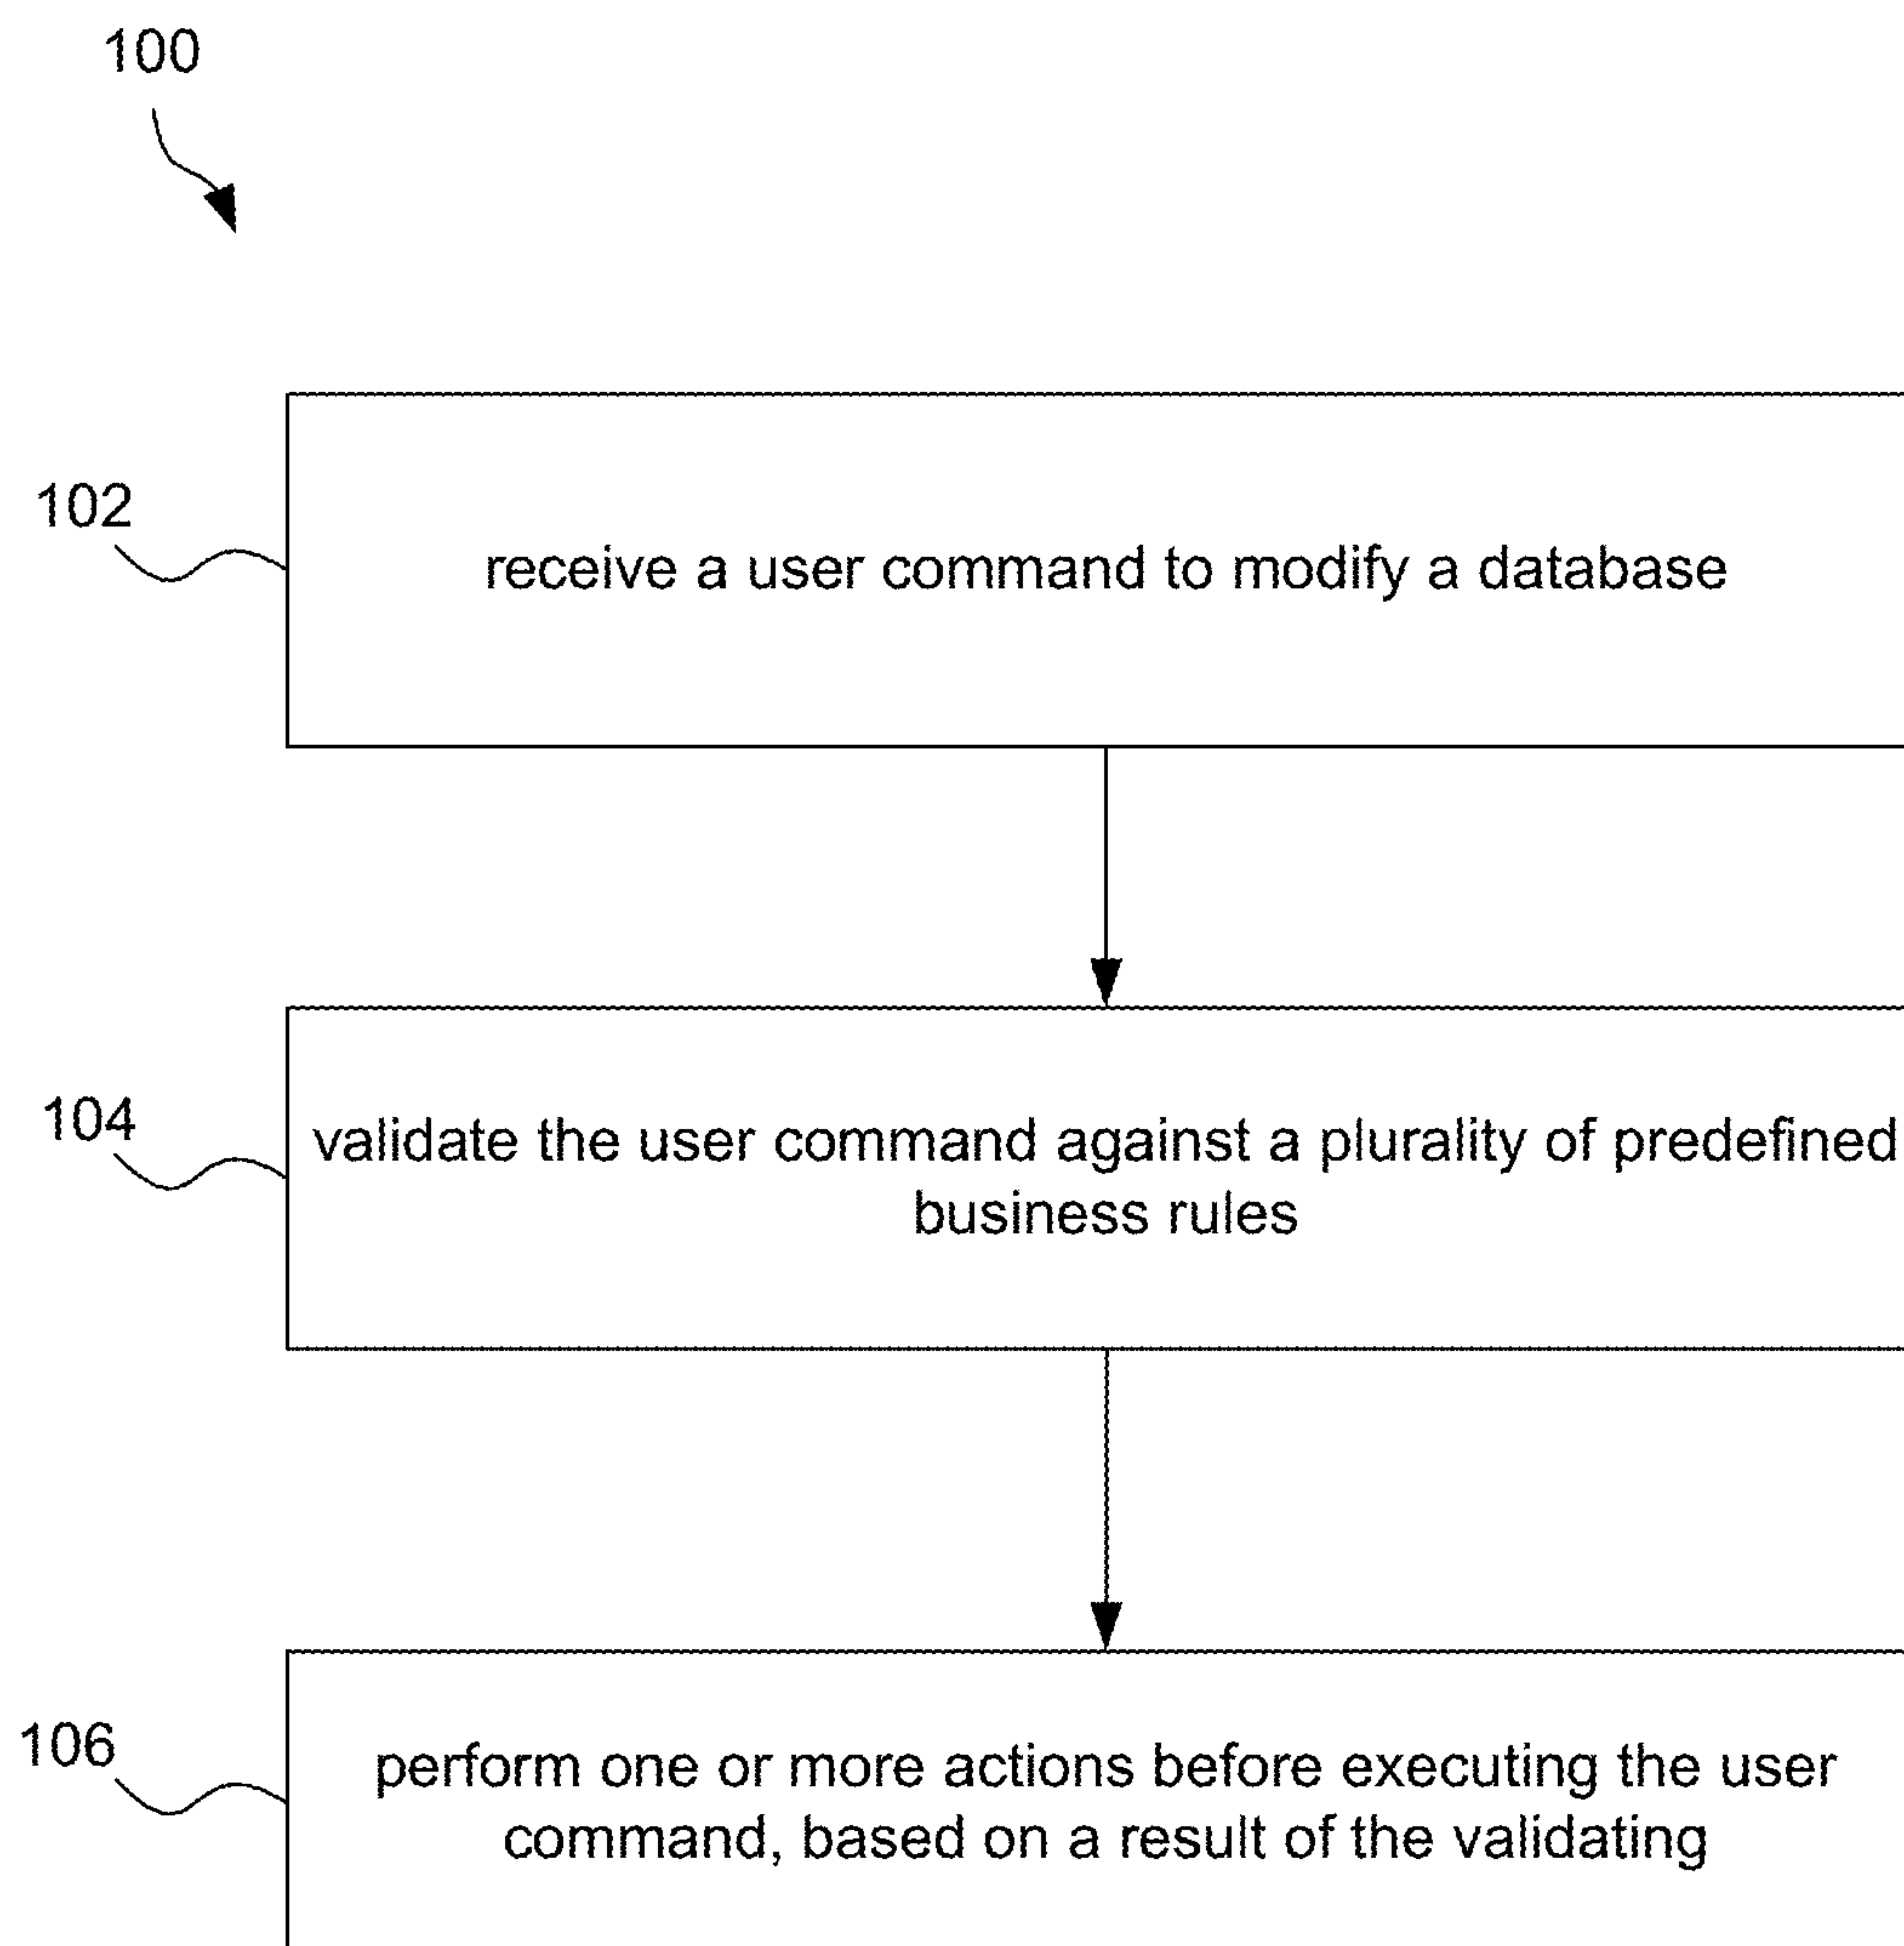 100
102
receive a user command to modify a database
104
validate the user command against a plurality of predefined
business rules
106
perform one or more actions before executing the user
command, based on a result of the validating